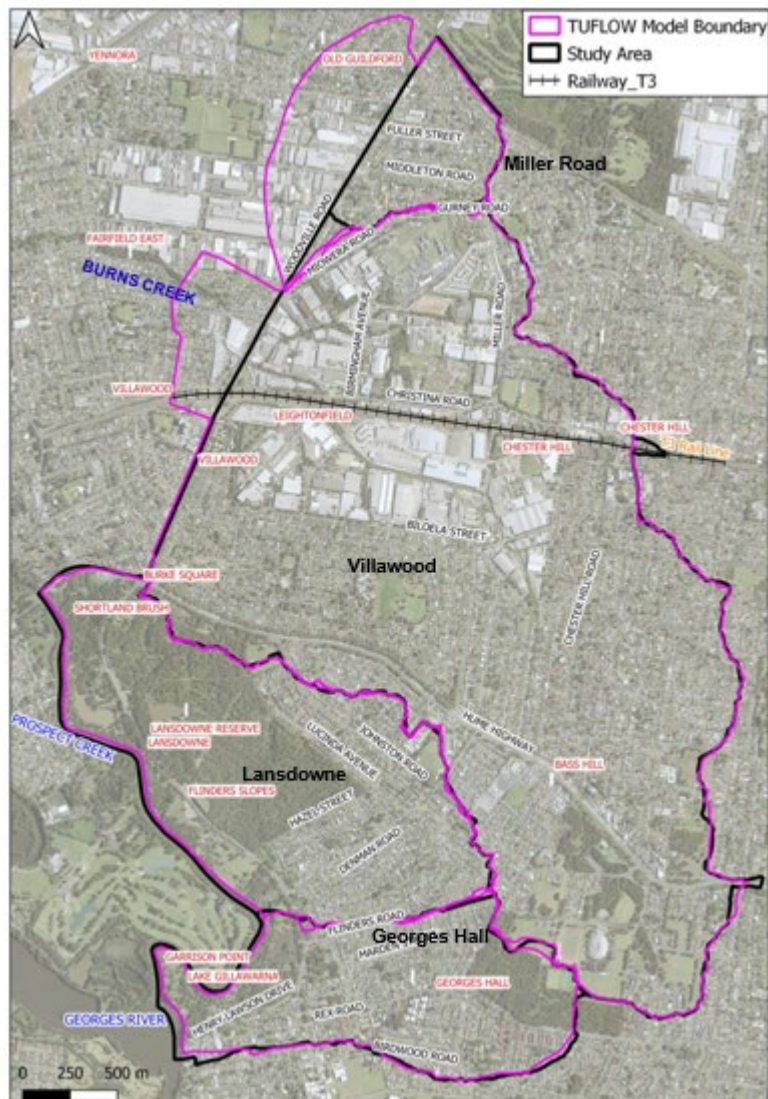 TUFLOW Model Boundary
Study Area
Railway_T3
YENNORA
OLD GUILDFORD
FULLER STREET
Miller Road
MIDDLETON ROAD
GURNEY ROAD
WOODVILLE ROAD
MIOWERA ROAD
FAIRFIELD EAST
BURNS CREEK
MILLER ROAD
BIRMINGHAM AVENUE
VILLAWOOD
CHRISTINA ROAD
LEIGHTONFIELD
CHESTER HILL
CHESTER HILL
T3 Rail Line
VILLAWOOD
BILOELA STREET
Villawood
BURKE SQUARE
CHESTER HILL ROAD
SHORTLAND BRUSH
PROSPECT CREEK
LANSDOWNE RESERVE
LANSDOWNE
HUME HIGHWAY
JOHNSTON ROAD
LUCINDA AVENUE
BASS HILL
Lansdowne
FLINDERS SLOPES
HAZEL STREET
DENMAN ROAD
FLINDERS ROAD
Georges Hall
GARRISON POINT
LAKE GILLAWARNA
GEORGES HALL
HENRY LAWSON DRIVE
REX ROAD
GEORGES RIVER
BIRDWOOD ROAD
0 250 500 m